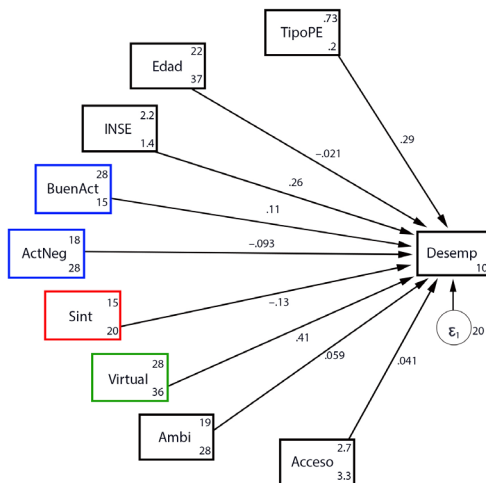 .73
TipoPE
.2
22
Edad
37
.29
2.2
INSE
1.4
-.021
.26
28
BuenAct
15
.11
18
ActNeg
28
-.093
Desemp
10
15
Sint
20
-.13
ε1
20
28
Virtual
36
.41
.059
.041
19
Ambi
28
2.7
Acceso
3.3